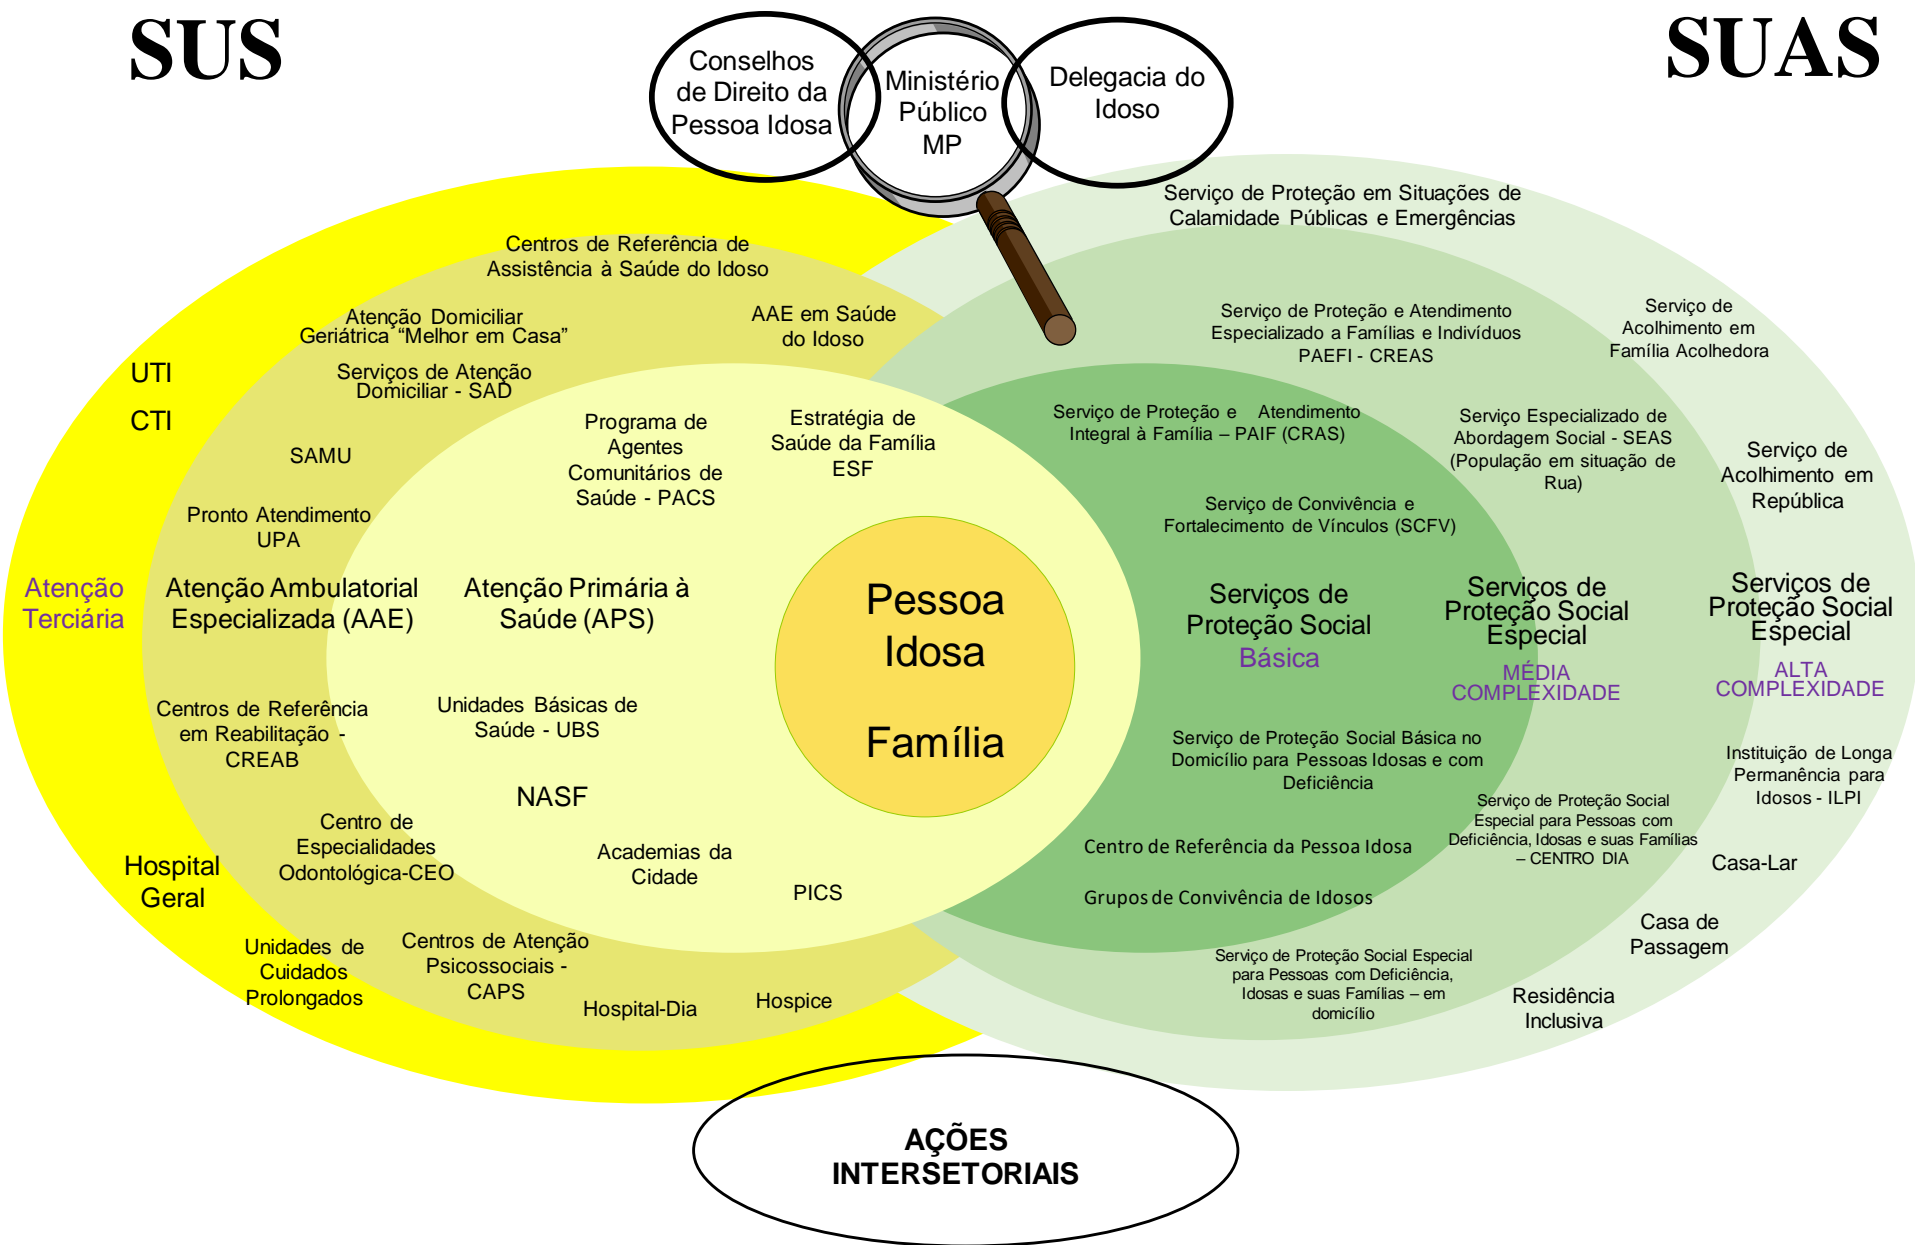 SUS
SUAS
Conselhos
de Direito da
Pessoa Idosa
Ministério
Público
MP
Delegacia do
Idoso
Centros de Referência de
Assistência à Saúde do Idoso
Atenção Domiciliar
Geriátrica “Melhor em Casa”
AAE em Saúde
do Idoso
Serviços de Atenção
Domiciliar - SAD
UTI
CTI
SAMU
Pronto Atendimento
UPA
Programa de
Agentes
Comunitários de
Saúde - PACS
Estratégia de
Saúde da Família
ESF
Atenção
Terciária
Atenção Ambulatorial
Especializada (AAE)
Atenção Primária à
Saúde (APS)
Pessoa
Idosa
Família
Centros de Referência
em Reabilitação -
CREAB
Unidades Básicas de
Saúde - UBS
NASF
Centro de
Especialidades
Odontológica-CEO
Academias da
Cidade
PICS
Hospital
Geral
Unidades de
Cuidados
Prolongados
Centros de Atenção
Psicossociais -
CAPS
Hospital-Dia
Hospice
Serviço de Proteção em Situações de
Calamidade Públicas e Emergências
Serviço de Proteção e Atendimento
Especializado a Famílias e Indivíduos
PAEFI - CREAS
Serviço de
Acolhimento em
Família Acolhedora
Serviço de Proteção e Atendimento
Integral à Família – PAIF (CRAS)
Serviço Especializado de
Abordagem Social - SEAS
(População em situação de
Rua)
Serviço de
Acolhimento em
República
Serviço de Convivência e
Fortalecimento de Vínculos (SCFV)
Serviços de
Proteção Social
Básica
Serviços de
Proteção Social
Especial
MÉDIA
COMPLEXIDADE
Serviços de
Proteção Social
Especial
ALTA
COMPLEXIDADE
Serviço de Proteção Social Básica no
Domicílio para Pessoas Idosas e com
Deficiência
Instituição de Longa
Permanência para
Idosos - ILPI
Serviço de Proteção Social
Especial para Pessoas com
Deficiência, Idosas e suas Famílias
– CENTRO DIA
Centro de Referência da Pessoa Idosa
Casa-Lar
Grupos de Convivência de Idosos
Casa de
Passagem
Serviço de Proteção Social Especial
para Pessoas com Deficiência,
Idosas e suas Famílias – em
domicílio
Residência
Inclusiva
AÇÕES
INTERSETORIAIS